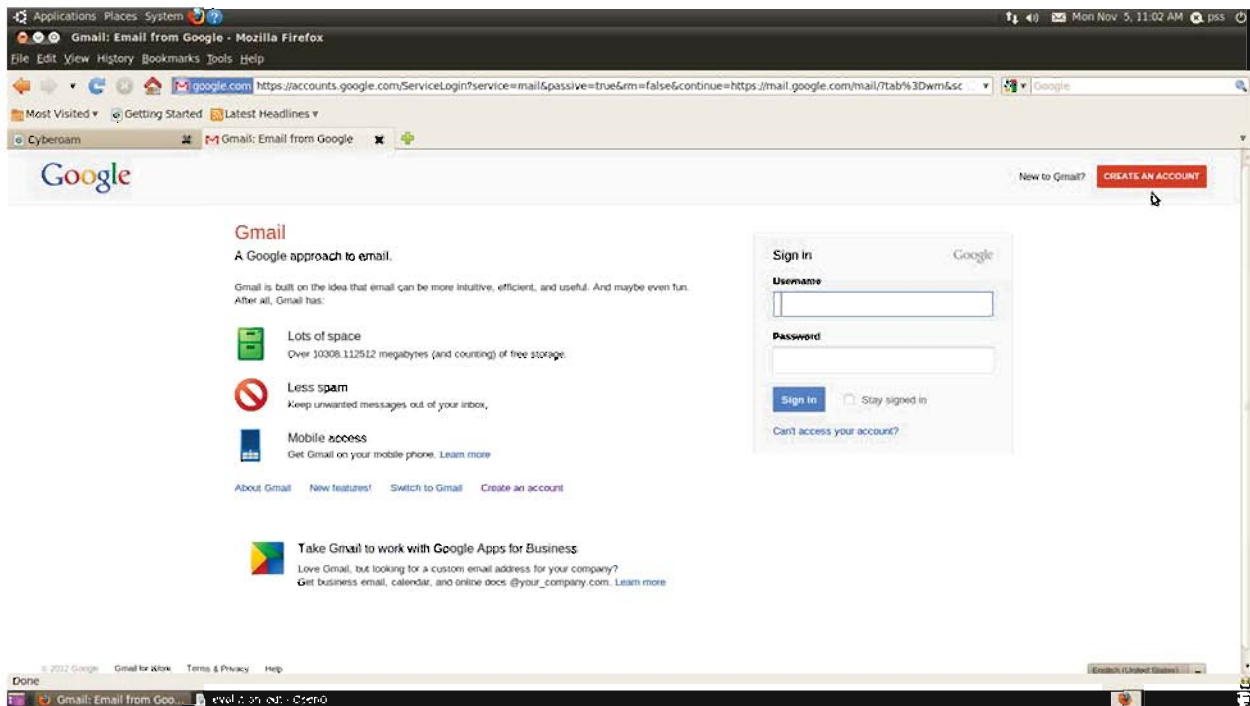 Applications Places System
Mon Nov 5, 11:02 AM pss
Gmail: Email from Google - Mozilla Firefox
File Edit View History Bookmarks Tools Help
google.com https://accounts.google.com/ServiceLogin?service=mail&passive=true&rm=false&continue=https://mail.google.com/mail/?tab%3Dwm&sc
Google
Most Visited Getting Started Latest Headlines
Cyberoam
Gmail: Email from Google
Google
New to Gmail? CREATE AN ACCOUNT
Gmail
A Google approach to email.
Gmail is built on the idea that email can be more intuitive, efficient, and useful. And maybe even fun.
After all, Gmail has:
Lots of space
Over 10308.112512 megabytes (and counting) of free storage.
Less spam
Keep unwanted messages out of your inbox,
Mobile access
Get Gmail on your mobile phone. Learn more
About Gmail New features! Switch to Gmail Create an account
Take Gmail to work with Google Apps for Business
Love Gmail, but looking for a custom email address for your company?
Get business email, calendar, and online docs @your_company.com. Learn more
Sign in Google
Username
Password
Sign in Stay signed in
Can't access your account?
© 2012 Google Gmail for Work Terms & Privacy Help
English (United States)
Done
Gmail: Email from Goo...